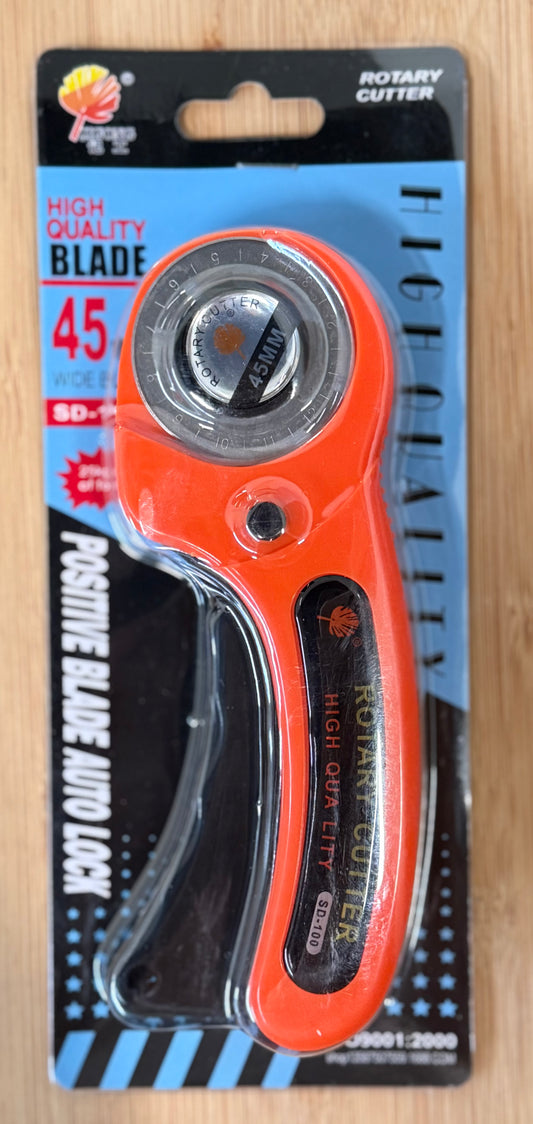 ROTARY
CUTTER
®
HIGH
QUALITY
BLADE
45
WIDE
SD-1
HIGH QUALITY
ROTARY CUTTER
®
45MM
POSITIVE BLADE AUTO LOCK
®
ROTARY CUTTER
HIGH QUA LITY
SD-100
9001:2000